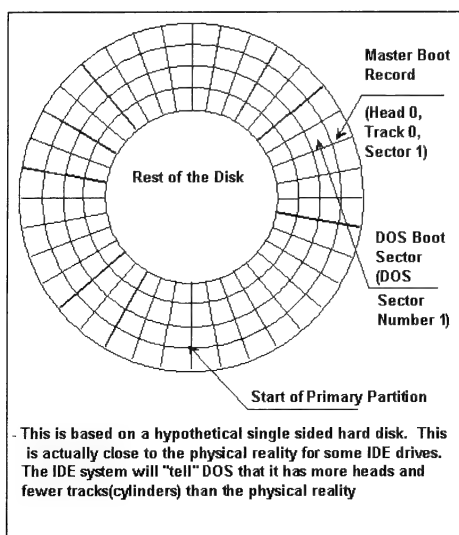 Master Boot
Record
(Head 0,
Track 0,
Sector 1)
Rest of the Disk
DOS Boot
Sector
(DOS
Sector
Number 1)
Start of Primary Partition
- This is based on a hypothetical single sided hard disk. This
is actually close to the physical reality for some IDE drives.
The IDE system will "tell" DOS that it has more heads and
fewer tracks(cylinders) than the physical reality